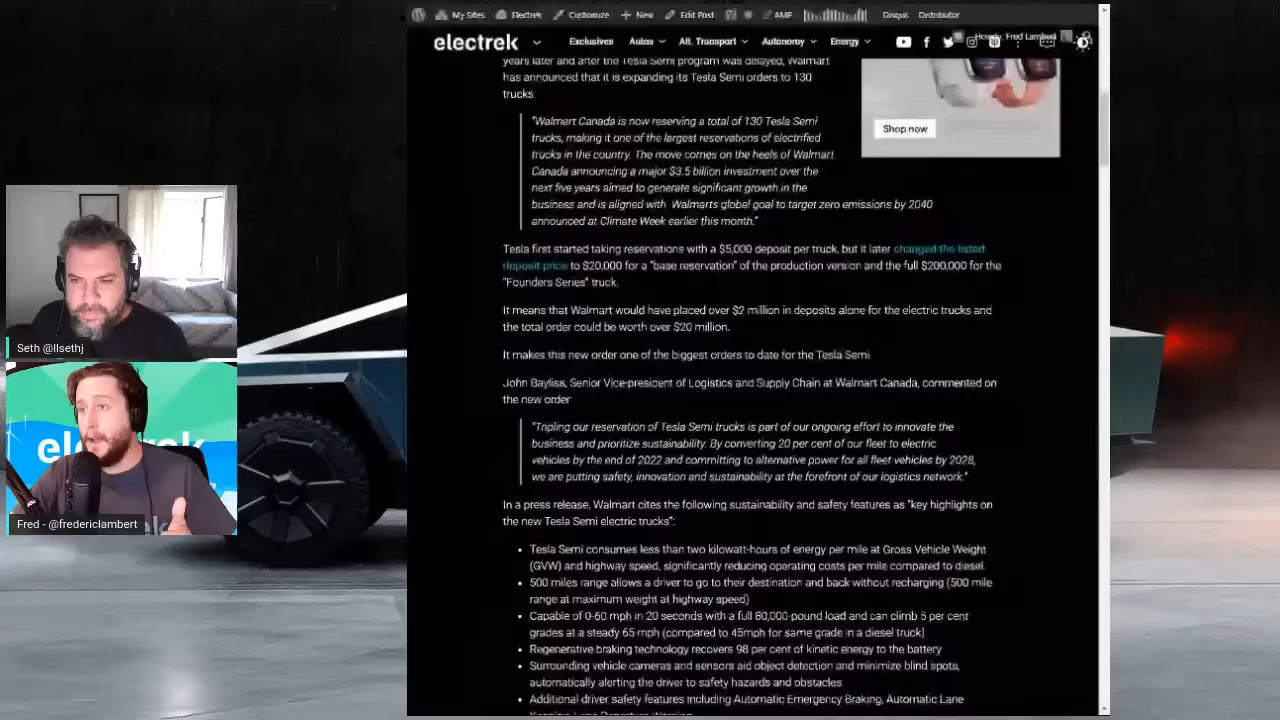 My Sites
Electrek
Customize
New
Edit Post
AMP
Disqus
Distributor
electrek
Exclusives
Autos
Alt. Transport
Autonomy
Energy
Howdy, Fred Lambert
years later and after the Tesla Semi program was delayed, Walmart
has announced that it is expanding its Tesla Semi orders to 130
trucks
Shop now
"Walmart Canada is now reserving a total of 130 Tesla Semi
trucks, making it one of the largest reservations of electrified
trucks in the country. The move comes on the heels of Walmart
Canada announcing a major $3.5 billion investment over the
next five years aimed to generate significant growth in the
business and is aligned with Walmarts global goal to target zero emissions by 2040
announced at Climate Week earlier this month."
Tesla first started taking reservations with a $5,000 deposit per truck, but it later changed the listed
deposit price to $20,000 for a "base reservation" of the production version and the full $200,000 for the
"Founders Series" truck.
It means that Walmart would have placed over $2 million in deposits alone for the electric trucks and
the total order could be worth over $20 million.
It makes this new order one of the biggest orders to date for the Tesla Semi.
John Bayliss, Senior Vice-president of Logistics and Supply Chain at Walmart Canada, commented on
the new order
"Tripling our reservation of Tesla Semi trucks is part of our ongoing effort to innovate the
business and prioritize sustainability. By converting 20 per cent of our fleet to electric
vehicles by the end of 2022 and committing to alternative power for all fleet vehicles by 2028,
we are putting safety, innovation and sustainability at the forefront of our logistics network."
In a press release, Walmart cites the following sustainability and safety features as "key highlights on
the new Tesla Semi electric trucks":
• Tesla Semi consumes less than two kilowatt-hours of energy per mile at Gross Vehicle Weight
(GVW) and highway speed, significantly reducing operating costs per mile compared to diesel.
• 500 miles range allows a driver to go to their destination and back without recharging (500 mile
range at maximum weight at highway speed)
• Capable of 0-60 mph in 20 seconds with a full 80,000-pound load and can climb 5 per cent
grades at a steady 65 mph (compared to 45mph for same grade in a diesel truck)
• Regenerative braking technology recovers 98 per cent of kinetic energy to the battery
• Surrounding vehicle cameras and sensors aid object detection and minimize blind spots,
automatically alerting the driver to safety hazards and obstacles
• Additional driver safety features including Automatic Emergency Braking, Automatic Lane
Seth @llsethj
Fred - @fredericlambert